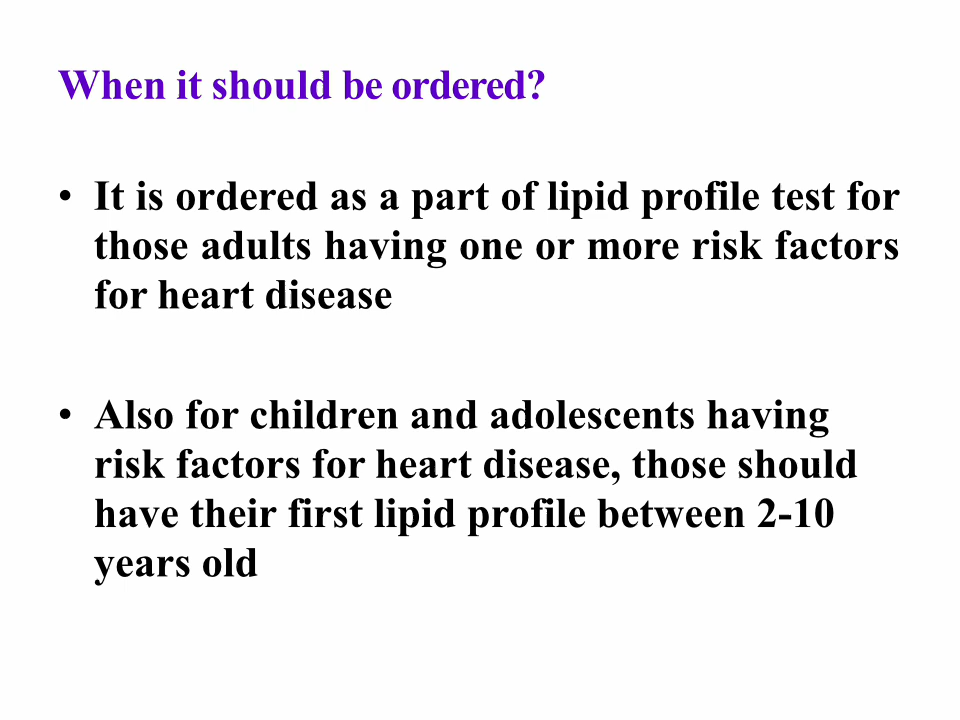 When it should be ordered?
• It is ordered as a part of lipid profile test for
those adults having one or more risk factors
for heart disease
• Also for children and adolescents having
risk factors for heart disease, those should
have their first lipid profile between 2-10
years old